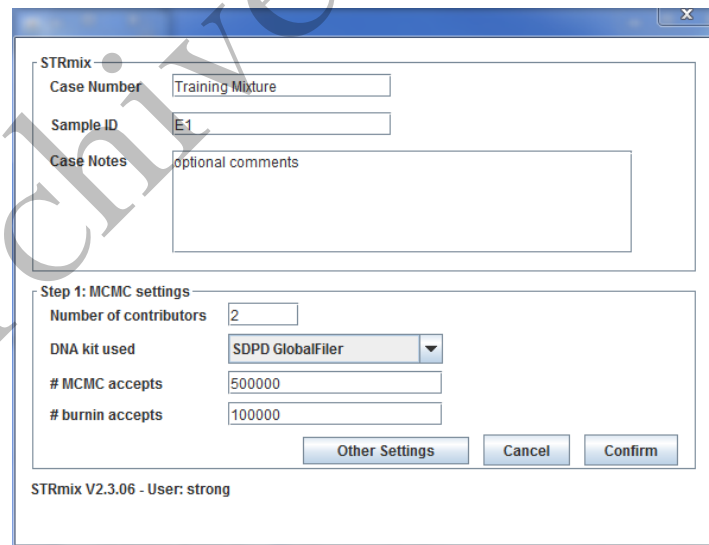 x
STRmix
Case Number Training Mixture
Sample ID E1
Case Notes optional comments
Step 1: MCMC settings
Number of contributors 2
DNA kit used SDPD GlobalFiler
# MCMC accepts 500000
# burnin accepts 100000
Other Settings Cancel Confirm
STRmix V2.3.06 - User: strong